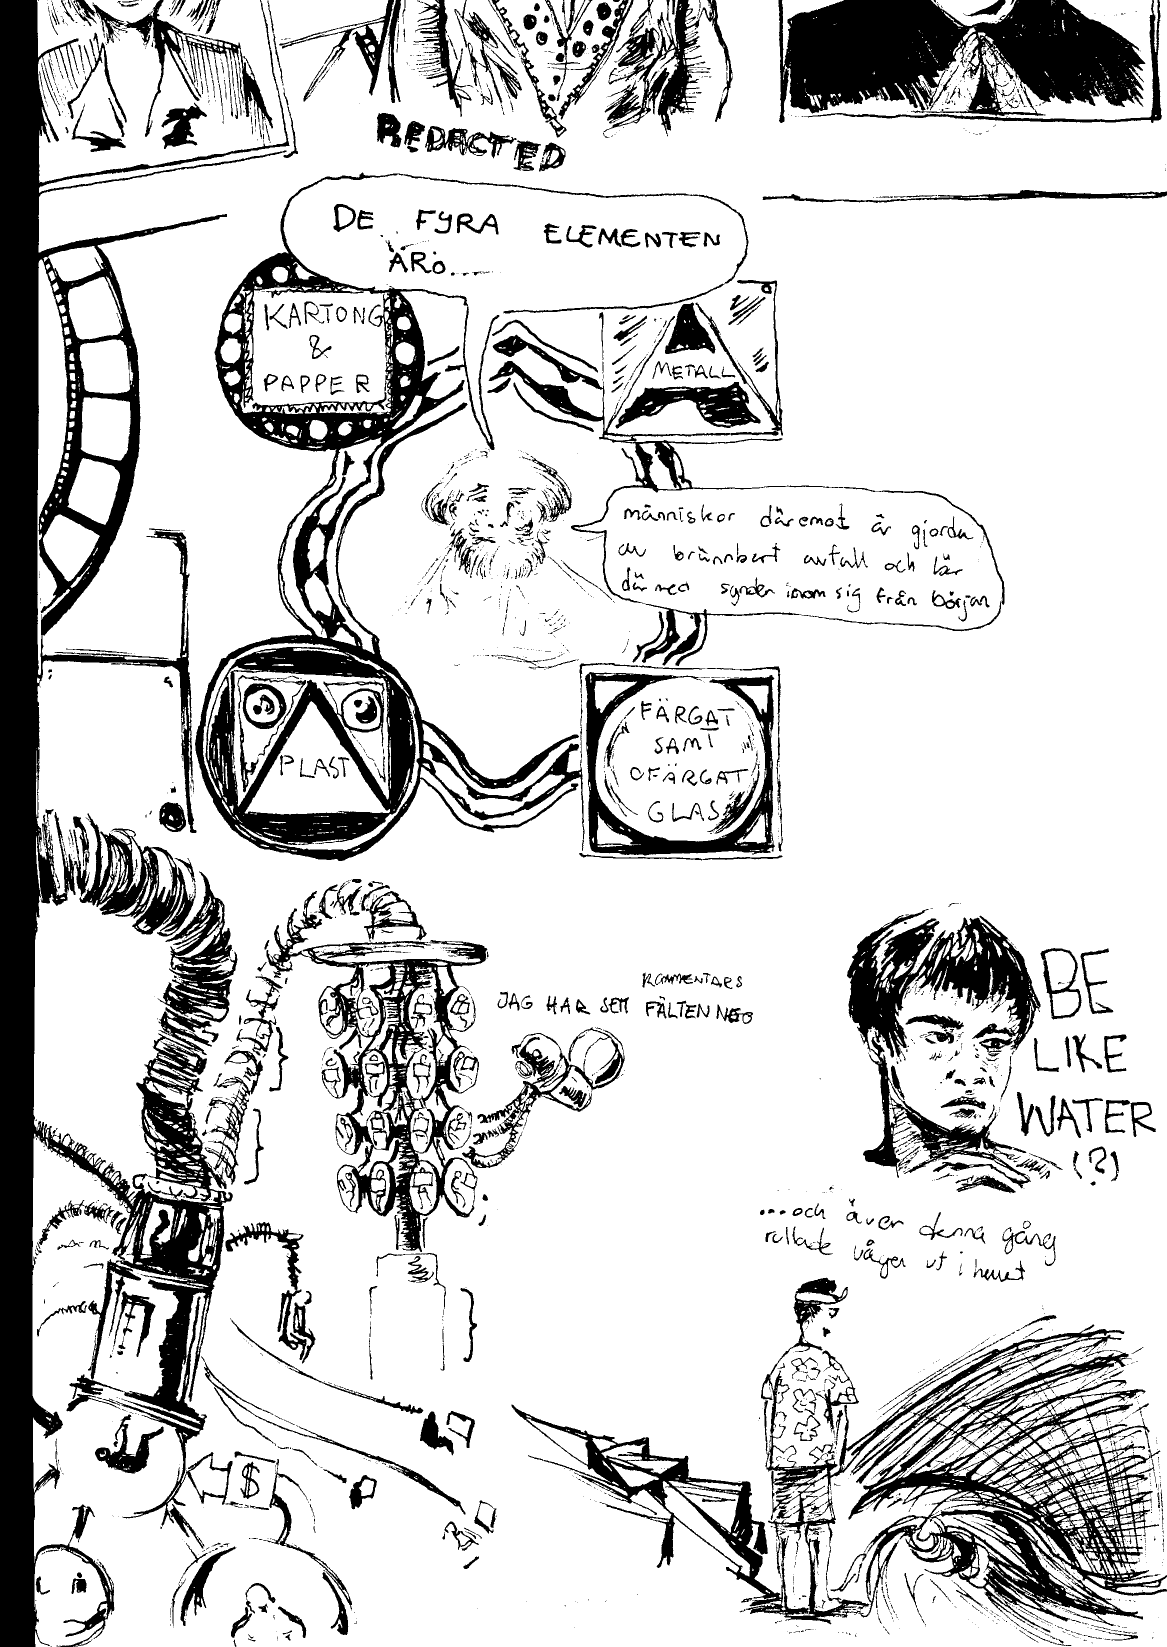 REDACTED
DE FYRA ELEMENTEN
ÄRO....
KARTONG
&
PAPPER
METALL
människor däremot är gjorda
av brännbart avfall och bär
därmed synden inom sig från början
PLAST
FÄRGAT
SAMT
OFÄRGAT
GLAS
KOMMENTARS
JAG HAR SETT FÄLTEN
BE
LIKE
WATER
(?)
...och även denna gång
rullade vågen ut i havet
$